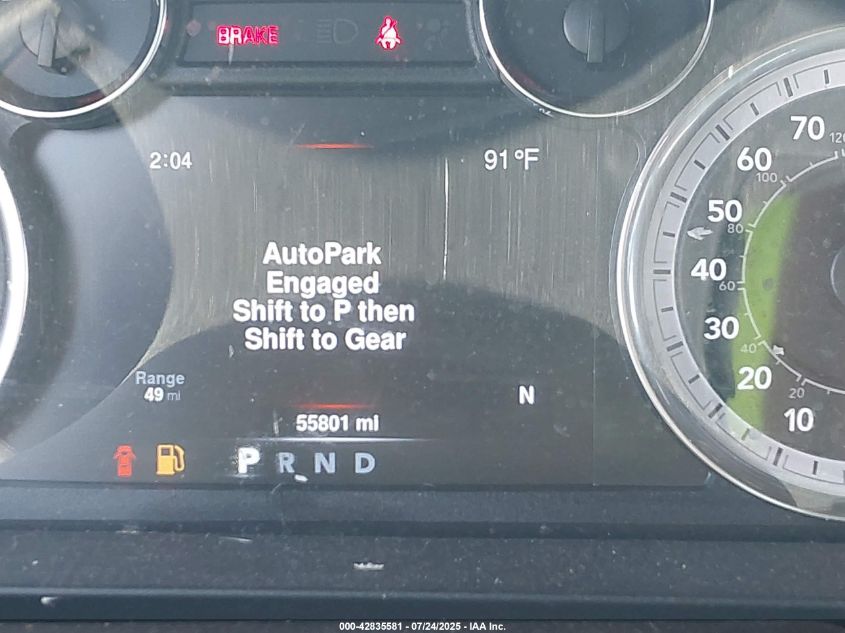 BRAKE
2:04
91 °F
AutoPark
Engaged
Shift to P then
Shift to Gear
Range
49 mi
N
55801 mi
P R N D
70
60
50
40
30
20
10
120
100
80
60
40
20
000-42835581 - 07/24/2025 - IAA Inc.